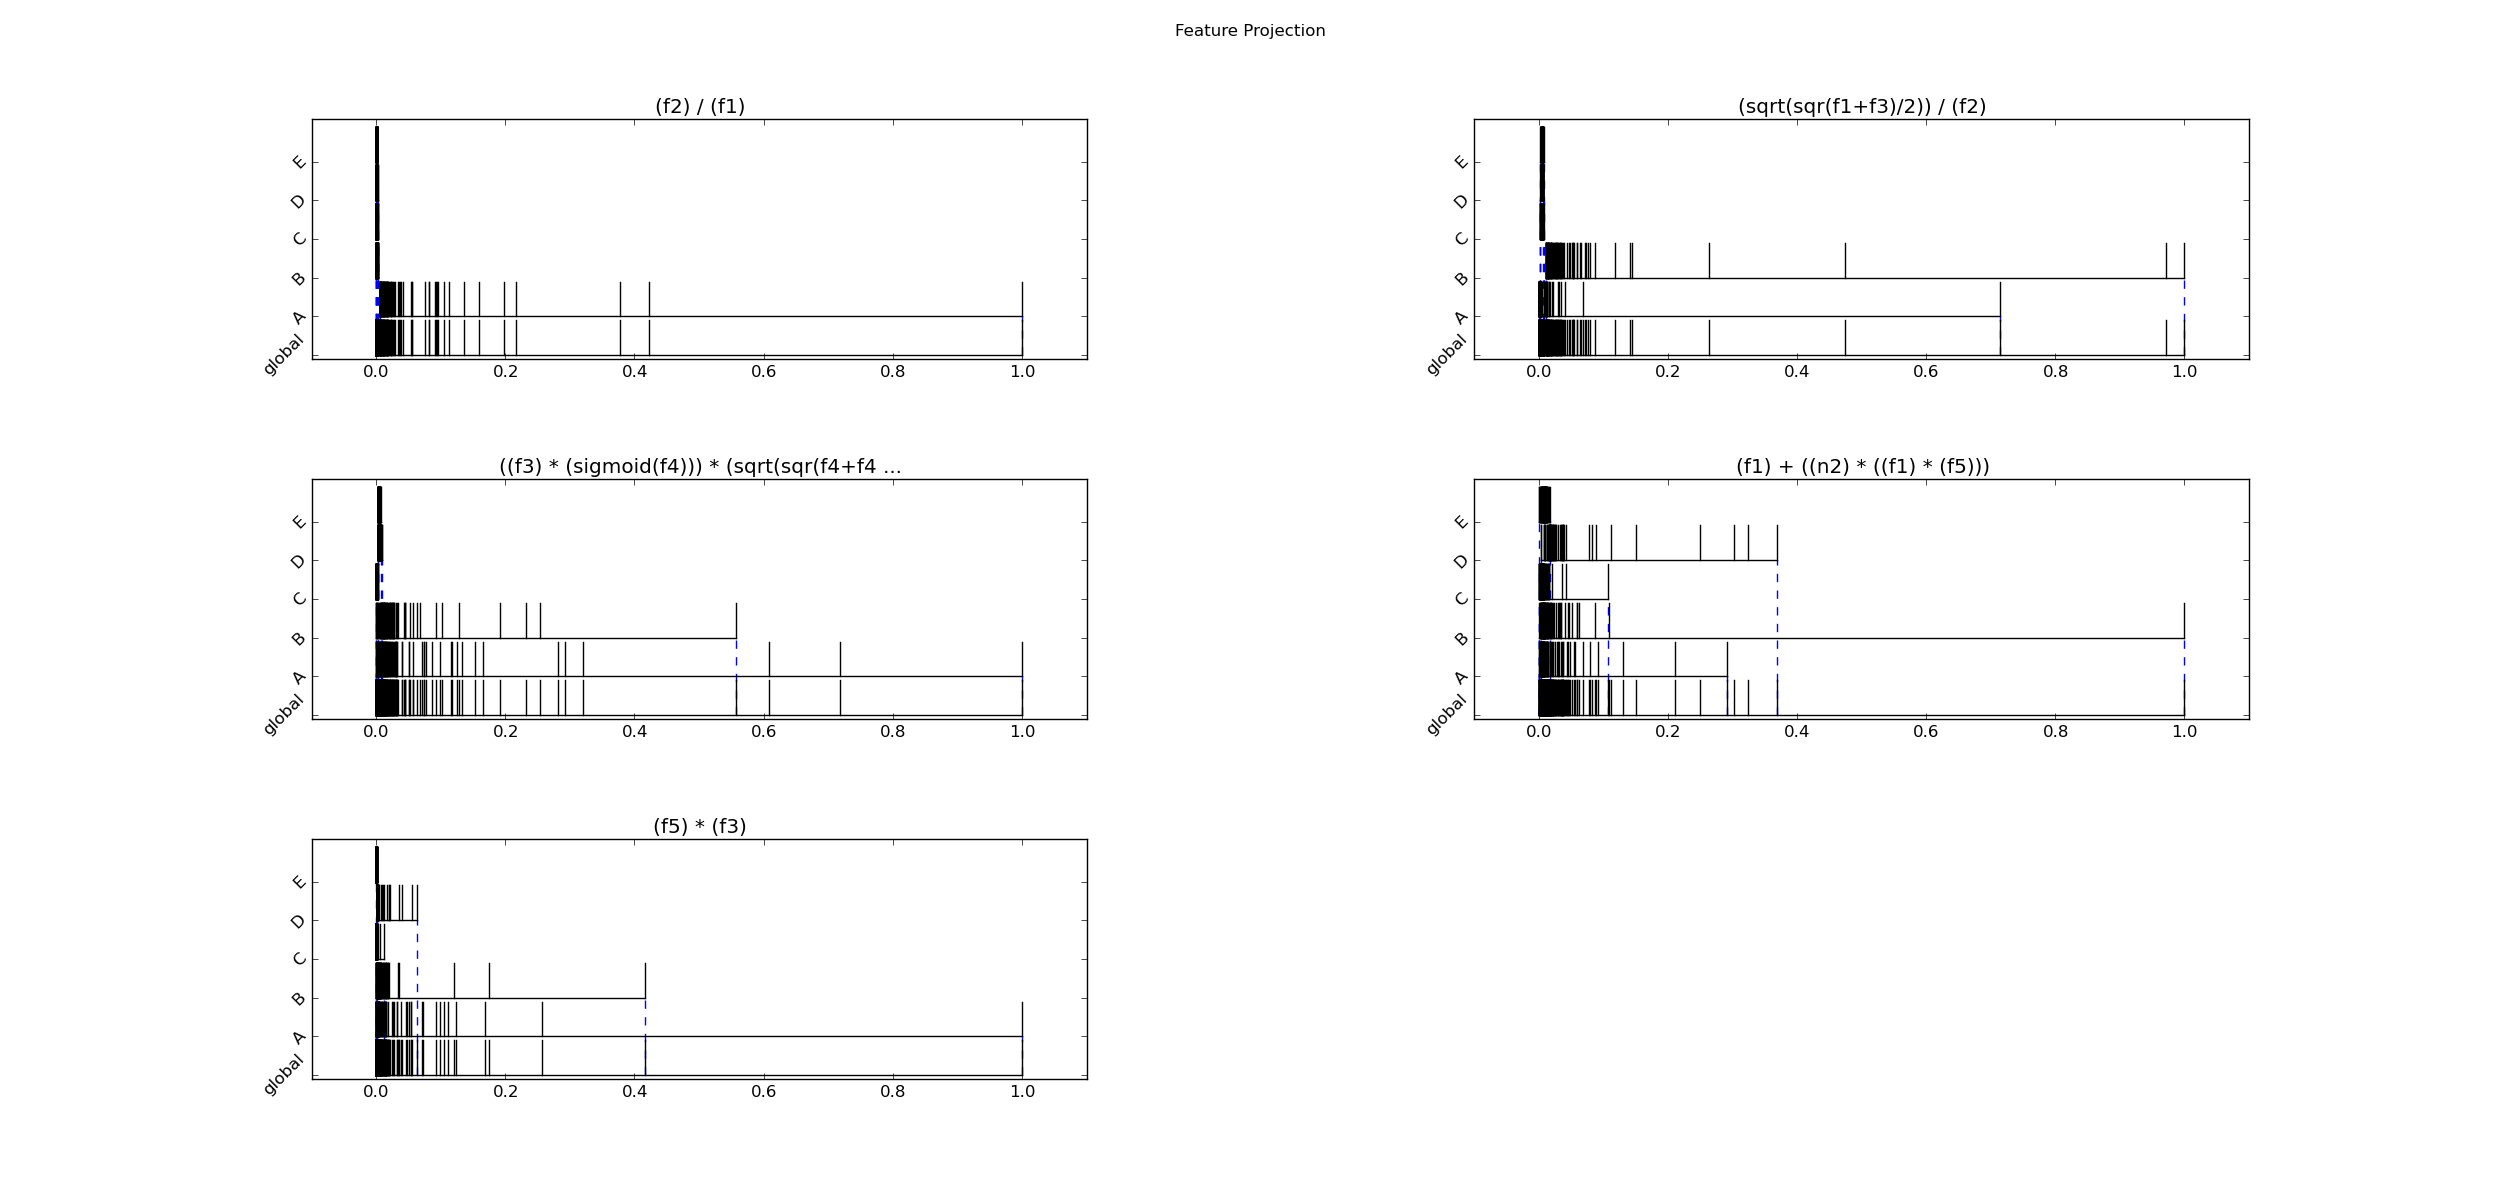 Feature Projection
(f2) / (f1)
E
D
C
B
A
global
0.0 0.2 0.4 0.6 0.8 1.0
(sqrt(sqr(f1+f3)/2)) / (f2)
E
D
C
B
A
global
0.0 0.2 0.4 0.6 0.8 1.0
((f3) * (sigmoid(f4))) * (sqrt(sqr(f4+f4 ...
E
D
C
B
A
global
0.0 0.2 0.4 0.6 0.8 1.0
(f1) + ((n2) * ((f1) * (f5)))
E
D
C
B
A
global
0.0 0.2 0.4 0.6 0.8 1.0
(f5) * (f3)
E
D
C
B
A
global
0.0 0.2 0.4 0.6 0.8 1.0